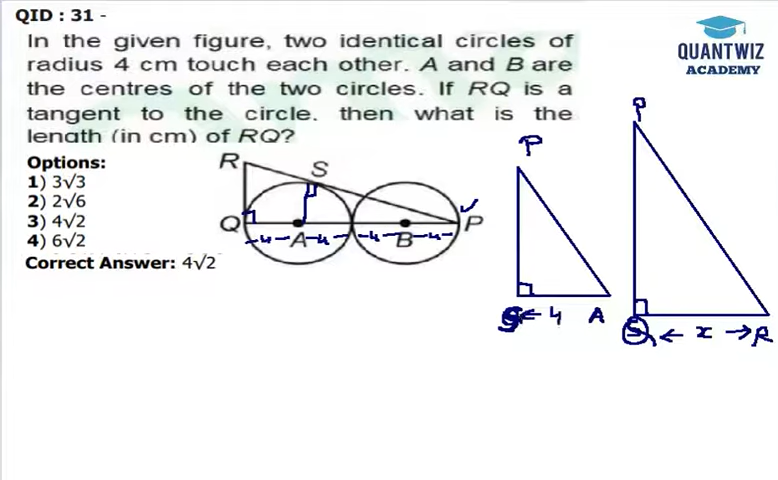 QID : 31 -
In the given figure, two identical circles of
radius 4 cm touch each other. A and B are
the centres of the two circles. If RQ is a
tangent to the circle. then what is the
length (in cm) of RQ?
Options:
1) 3√3
2) 2√6
3) 4√2
4) 6√2
Correct Answer: 4√2
QUANTWIZ
ACADEMY
R
S
Q
A
B
P
4
4
4
4
P
S
4
A
P
Q
x
R